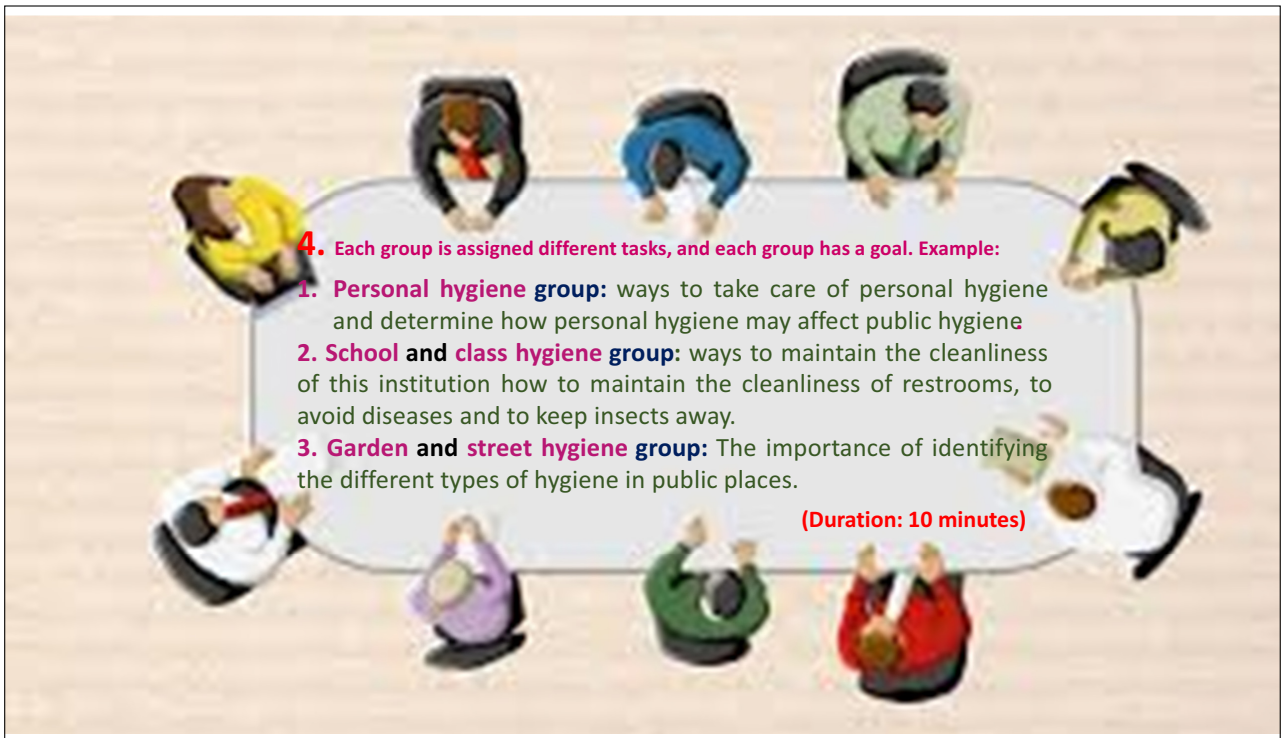 4. Each group is assigned different tasks, and each group has a goal. Example:
1. Personal hygiene group: ways to take care of personal hygiene
and determine how personal hygiene may affect public hygiene.
2. School and class hygiene group: ways to maintain the cleanliness
of this institution how to maintain the cleanliness of restrooms, to
avoid diseases and to keep insects away.
3. Garden and street hygiene group: The importance of identifying
the different types of hygiene in public places.
(Duration: 10 minutes)